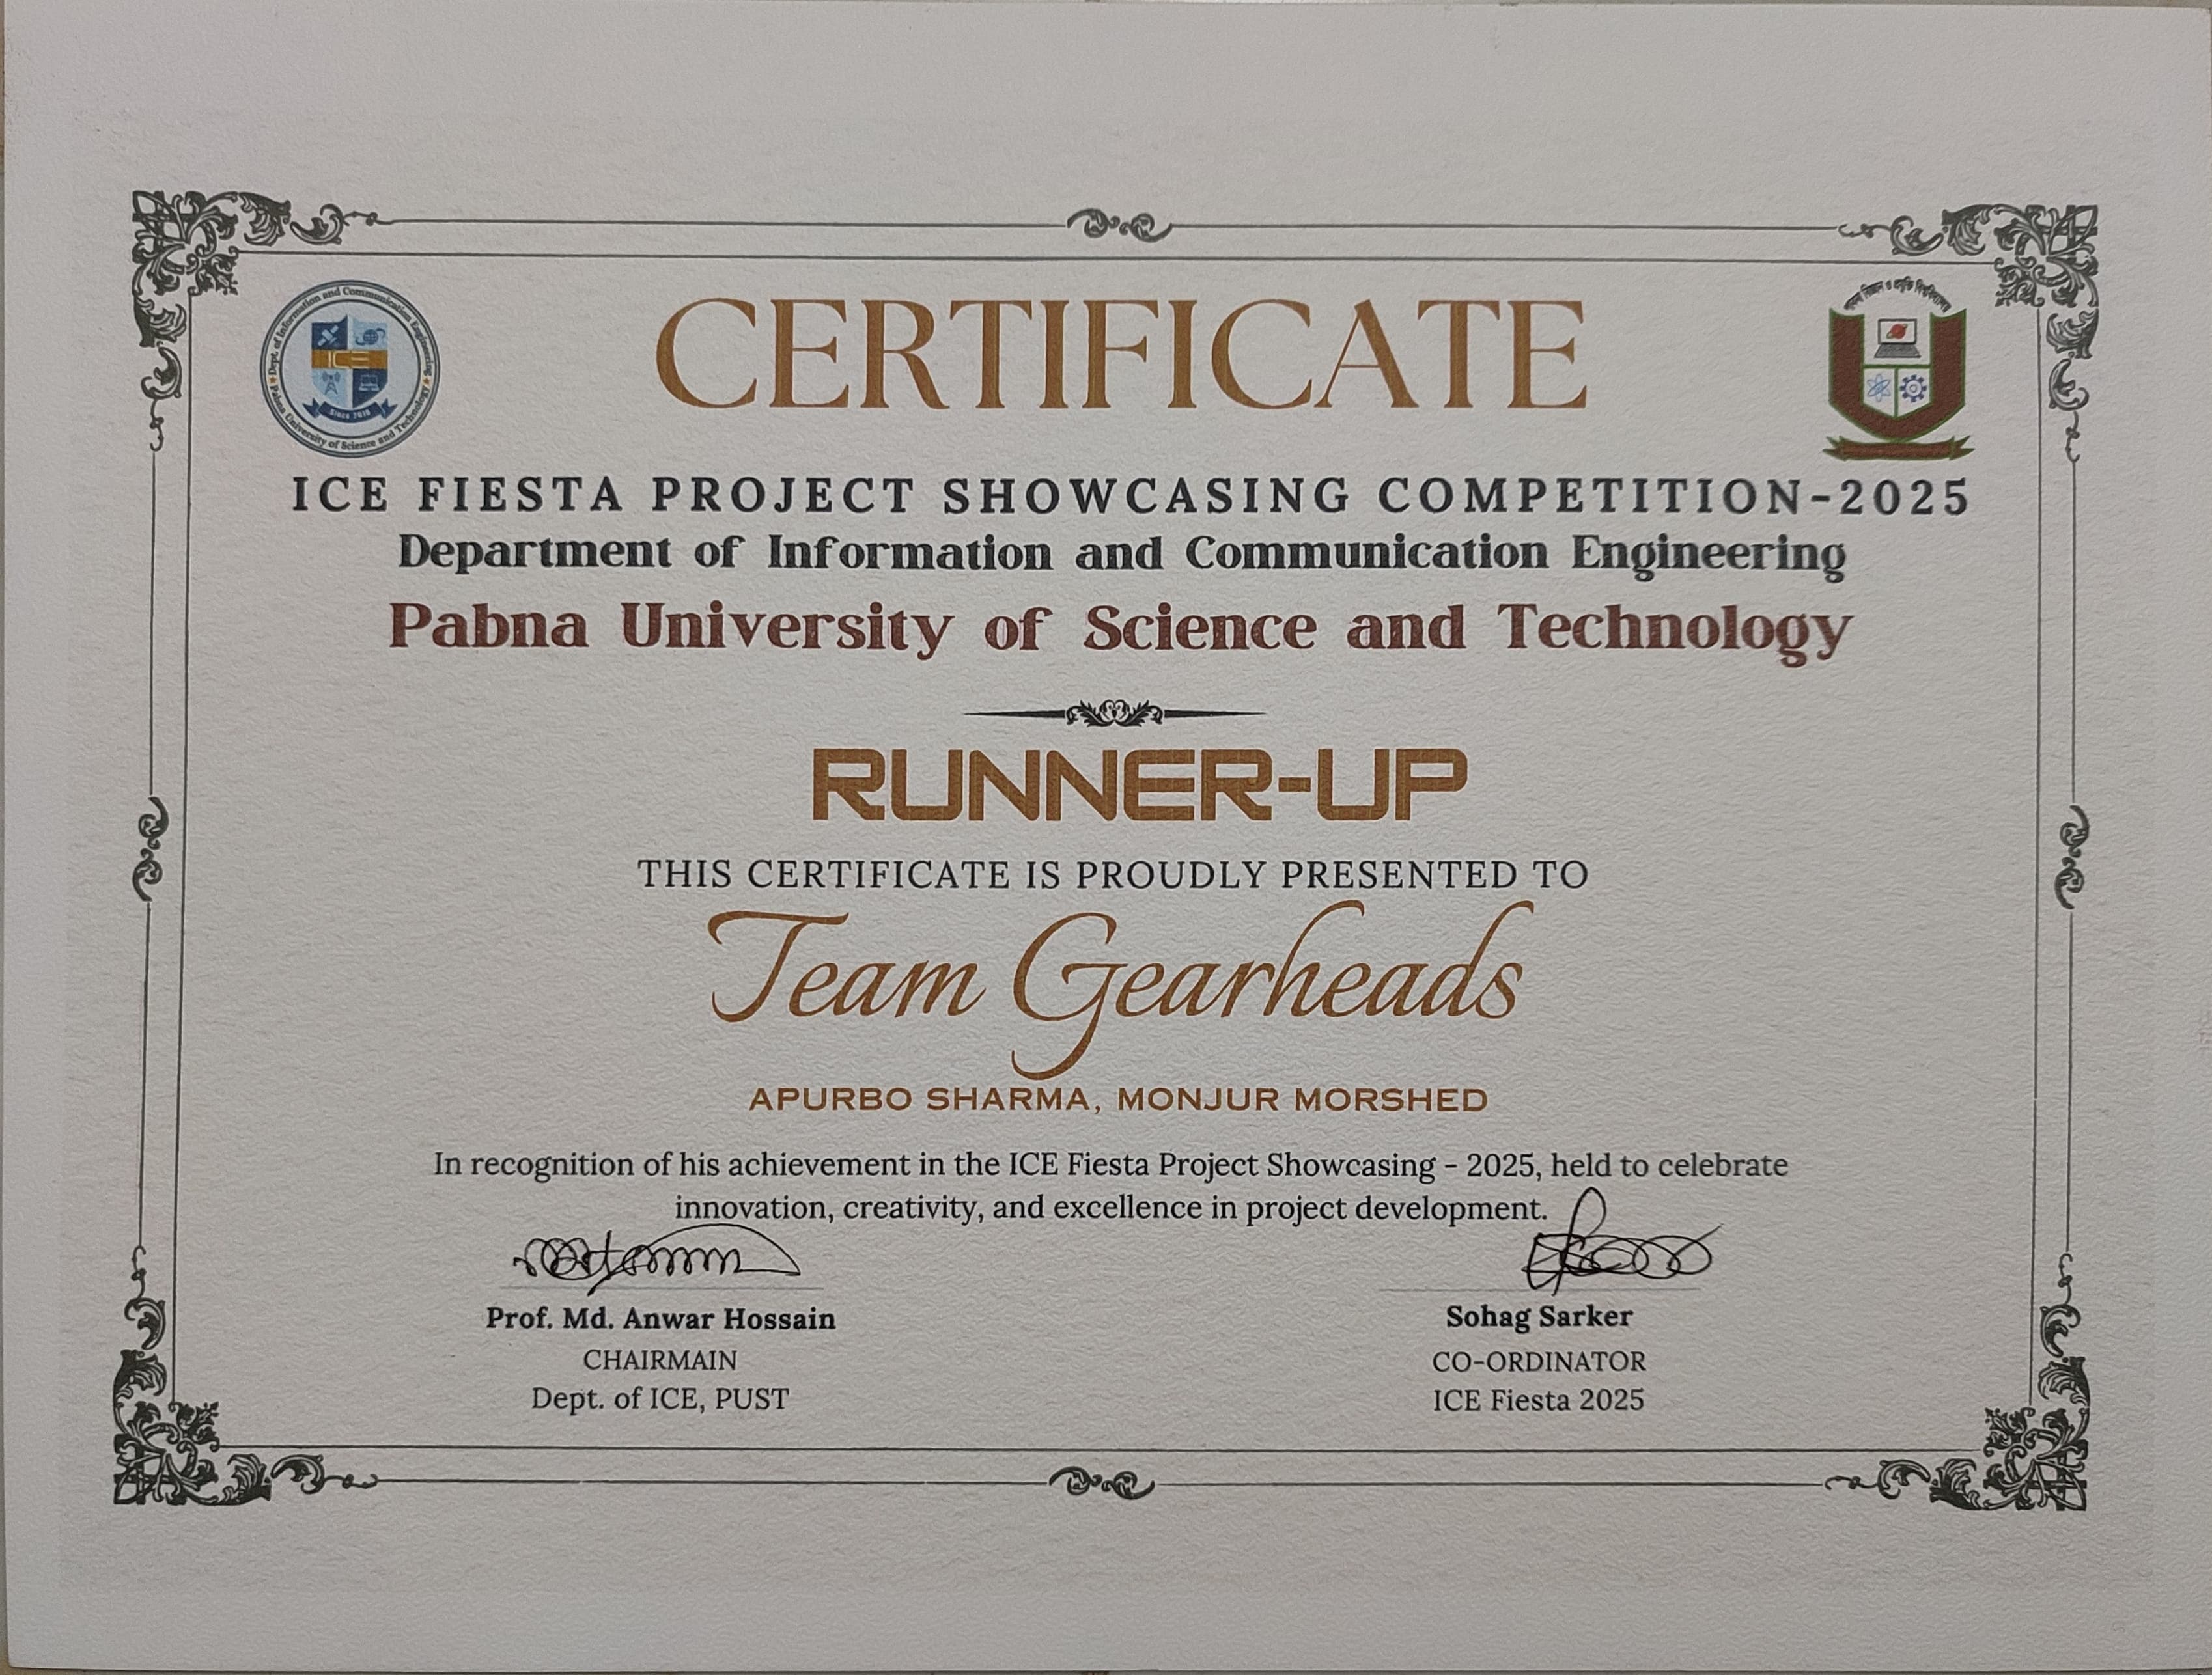 Dept. of Information and Communication Engineering
Pabna University of Science and Technology
ICE
CERTIFICATE
পাবনা বিজ্ঞান ও প্রযুক্তি বিশ্ববিদ্যালয়
ICE FIESTA PROJECT SHOWCASING COMPETITION-2025
Department of Information and Communication Engineering
Pabna University of Science and Technology
RUNNER-UP
THIS CERTIFICATE IS PROUDLY PRESENTED TO
Team Gearheads
APURBO SHARMA, MONJUR MORSHED
In recognition of his achievement in the ICE Fiesta Project Showcasing - 2025, held to celebrate
innovation, creativity, and excellence in project development.
Prof. Md. Anwar Hossain
CHAIRMAIN
Dept. of ICE, PUST
Sohag Sarker
CO-ORDINATOR
ICE Fiesta 2025